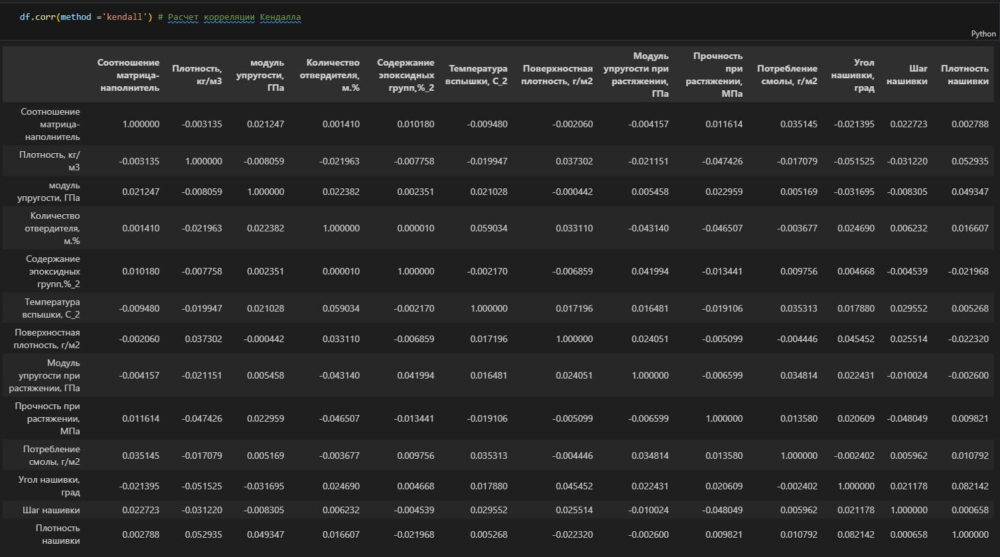 df.corr(method ='kendall') # Расчет корреляции Кендалла
Python
Соотношение матрица-наполнитель Плотность, кг/м3 модуль упругости, ГПа Количество отвердителя, м.% Содержание эпоксидных групп,%_2 Температура вспышки, С_2 Поверхностная плотность, г/м2 Модуль упругости при растяжении, ГПа Прочность при растяжении, МПа Потребление смолы, г/м2 Угол нашивки, град Шаг нашивки Плотность нашивки
Соотношение матрица-наполнитель 1.000000 -0.003135 0.021247 0.001410 0.010180 -0.009480 -0.002060 -0.004157 0.011614 0.035145 -0.021395 0.022723 0.002788
Плотность, кг/м3 -0.003135 1.000000 -0.008059 -0.021963 -0.007758 -0.019947 0.037302 -0.021151 -0.047426 -0.017079 -0.051525 -0.031220 0.052935
модуль упругости, ГПа 0.021247 -0.008059 1.000000 0.022382 0.002351 0.021028 -0.000442 0.005458 0.022959 0.005169 -0.031695 -0.008305 0.049347
Количество отвердителя, м.% 0.001410 -0.021963 0.022382 1.000000 0.000010 0.059034 0.033110 -0.043140 -0.046507 -0.003677 0.024690 0.006232 0.016607
Содержание эпоксидных групп,%_2 0.010180 -0.007758 0.002351 0.000010 1.000000 -0.002170 -0.006859 0.041994 -0.013441 0.009756 0.004668 -0.004539 -0.021968
Температура вспышки, С_2 -0.009480 -0.019947 0.021028 0.059034 -0.002170 1.000000 0.017196 0.016481 -0.019106 0.035313 0.017880 0.029552 0.005268
Поверхностная плотность, г/м2 -0.002060 0.037302 -0.000442 0.033110 -0.006859 0.017196 1.000000 0.024051 -0.005099 -0.004446 0.045452 0.025514 -0.022320
Модуль упругости при растяжении, ГПа -0.004157 -0.021151 0.005458 -0.043140 0.041994 0.016481 0.024051 1.000000 -0.006599 0.034814 0.022431 -0.010024 -0.002600
Прочность при растяжении, МПа 0.011614 -0.047426 0.022959 -0.046507 -0.013441 -0.019106 -0.005099 -0.006599 1.000000 0.013580 0.020609 -0.048049 0.009821
Потребление смолы, г/м2 0.035145 -0.017079 0.005169 -0.003677 0.009756 0.035313 -0.004446 0.034814 0.013580 1.000000 -0.002402 0.005962 0.010792
Угол нашивки, град -0.021395 -0.051525 -0.031695 0.024690 0.004668 0.017880 0.045452 0.022431 0.020609 -0.002402 1.000000 0.021178 0.082142
Шаг нашивки 0.022723 -0.031220 -0.008305 0.006232 -0.004539 0.029552 0.025514 -0.010024 -0.048049 0.005962 0.021178 1.000000 0.000658
Плотность нашивки 0.002788 0.052935 0.049347 0.016607 -0.021968 0.005268 -0.022320 -0.002600 0.009821 0.010792 0.082142 0.000658 1.000000